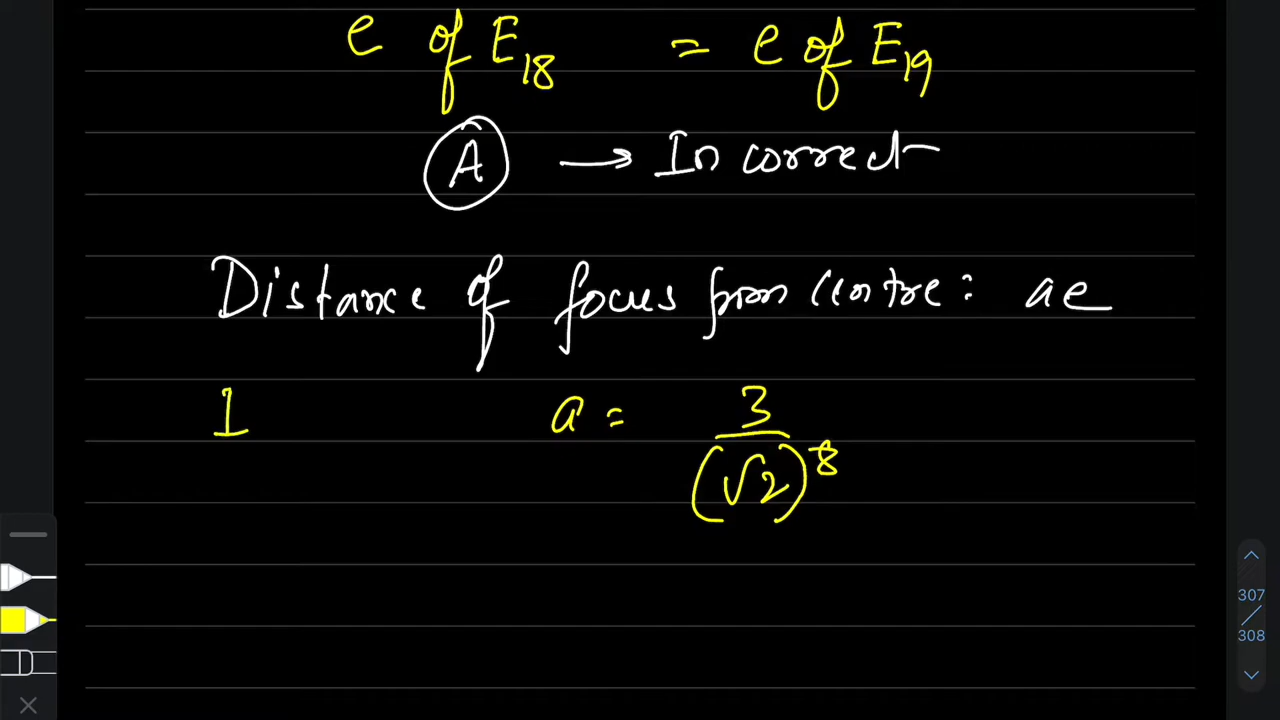 e of E₁₈ = e of E₁₉
Ⓐ → Incorrect
Distance of focus from centre : ae
1 a = 3/(√2)⁸
307
/
308